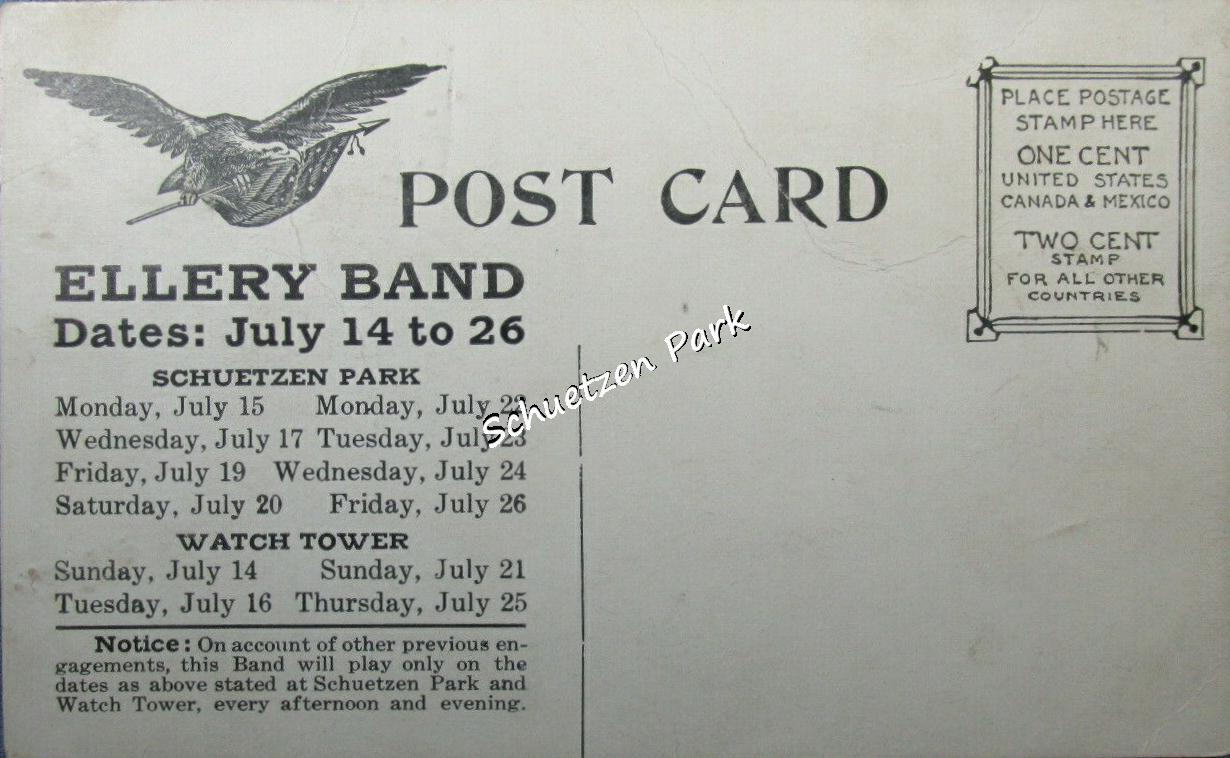 POST CARD
PLACE POSTAGE
STAMP HERE
ONE CENT
UNITED STATES
CANADA & MEXICO
TWO CENT
STAMP
FOR ALL OTHER
COUNTRIES
ELLERY BAND
Dates: July 14 to 26
SCHUETZEN PARK
Monday, July 15 Monday, July 22
Wednesday, July 17 Tuesday, July 23
Friday, July 19 Wednesday, July 24
Saturday, July 20 Friday, July 26
WATCH TOWER
Sunday, July 14 Sunday, July 21
Tuesday, July 16 Thursday, July 25
Notice: On account of other previous en-
gagements, this Band will play only on the
dates as above stated at Schuetzen Park and
Watch Tower, every afternoon and evening.
Schuetzen Park